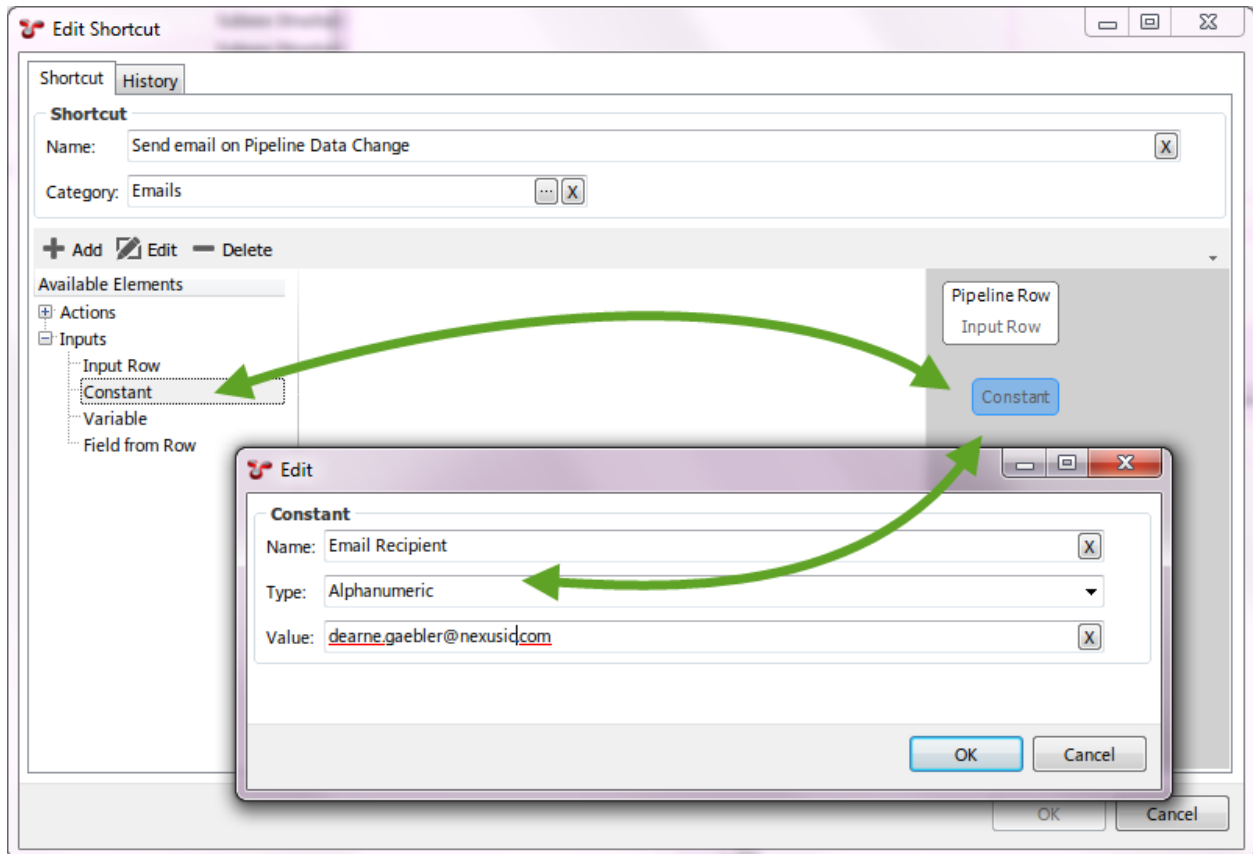 Edit Shortcut
Shortcut
History
Shortcut
Name: Send email on Pipeline Data Change X
Category: Emails ... X
Add Edit Delete
Available Elements
Actions
Inputs
Input Row
Constant
Variable
Field from Row
Pipeline Row
Input Row
Constant
Edit
Constant
Name: Email Recipient X
Type: Alphanumeric
Value: dearne.gaebler@nexusic.com X
OK Cancel
OK Cancel